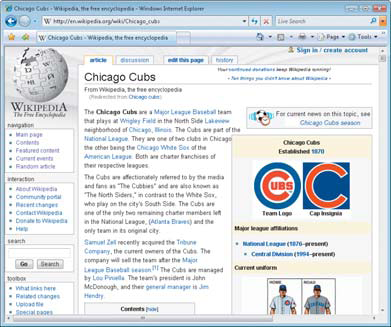 Chicago Cubs - Wikipedia, the free encyclopedia - Windows Internet Explorer
http://en.wikipedia.org/wiki/Chicago_cubs
Live Search
Chicago Cubs - Wikipedia, the free encyclopedia
Page
Tools
Sign in / create account
article
discussion
edit this page
history
Your continued donations keep Wikipedia running!
Chicago Cubs
Ten things you didn't know about Wikipedia
From Wikipedia, the free encyclopedia
(Redirected from Chicago cubs)
WIKIPEDIA
The Free Encyclopedia
navigation
Main page
Contents
Featured content
Current events
Random article
interaction
About Wikipedia
Community portal
Recent changes
Contact Wikipedia
Donate to Wikipedia
Help
search
Go
Search
toolbox
What links here
Related changes
Upload file
Special pages
The Chicago Cubs are a Major League Baseball team
that plays at Wrigley Field in the North Side Lakeview
neighborhood of Chicago, Illinois. The Cubs are part of the
National League. They are one of two clubs in Chicago,
the other being the Chicago White Sox of the
American League. Both are charter franchises of
their respective leagues.
The Cubs are affectionately referred to by the media
and fans as "The Cubbies" and are also known as
"The North Siders," in contrast to the White Sox,
who play on the city's South Side. The Cubs are
one of the only two remaining charter members left
in the National League, (Atlanta Braves) and the
only team in its original city.
Samuel Zell recently acquired the Tribune
Company, the current owners of the Cubs. The
company will sell the team after the Major
League Baseball season.[1] The Cubs are managed
by Lou Piniella. The team's president is John
McDonough, and their general manager is Jim
Hendry.
Contents [hide]
For current news on this topic, see
Chicago Cubs season
Chicago Cubs
Established 1870
CUBS
C
Team Logo
Cap Insignia
Major league affiliations
National League (1876–present)
Central Division (1994–present)
Current uniform
HOME
ROAD